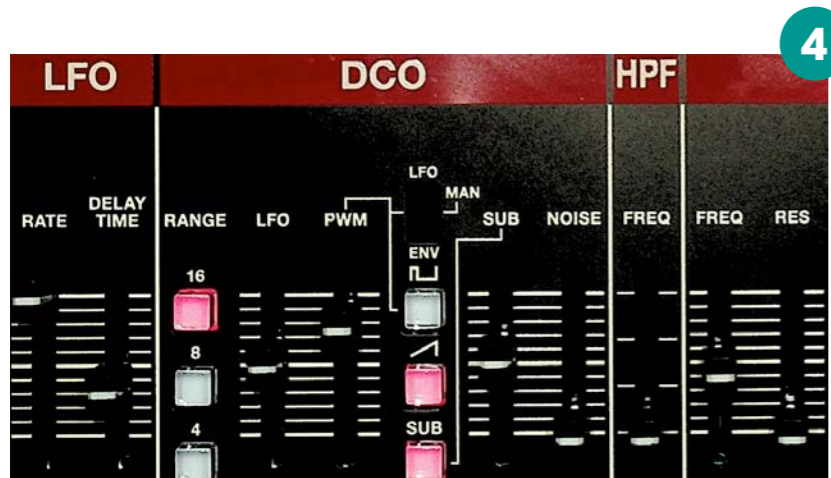 4
LFO DCO HPF
LFO
MAN
DELAY
RATE TIME RANGE LFO PWM SUB NOISE FREQ FREQ RES
ENV
16
8
4 SUB